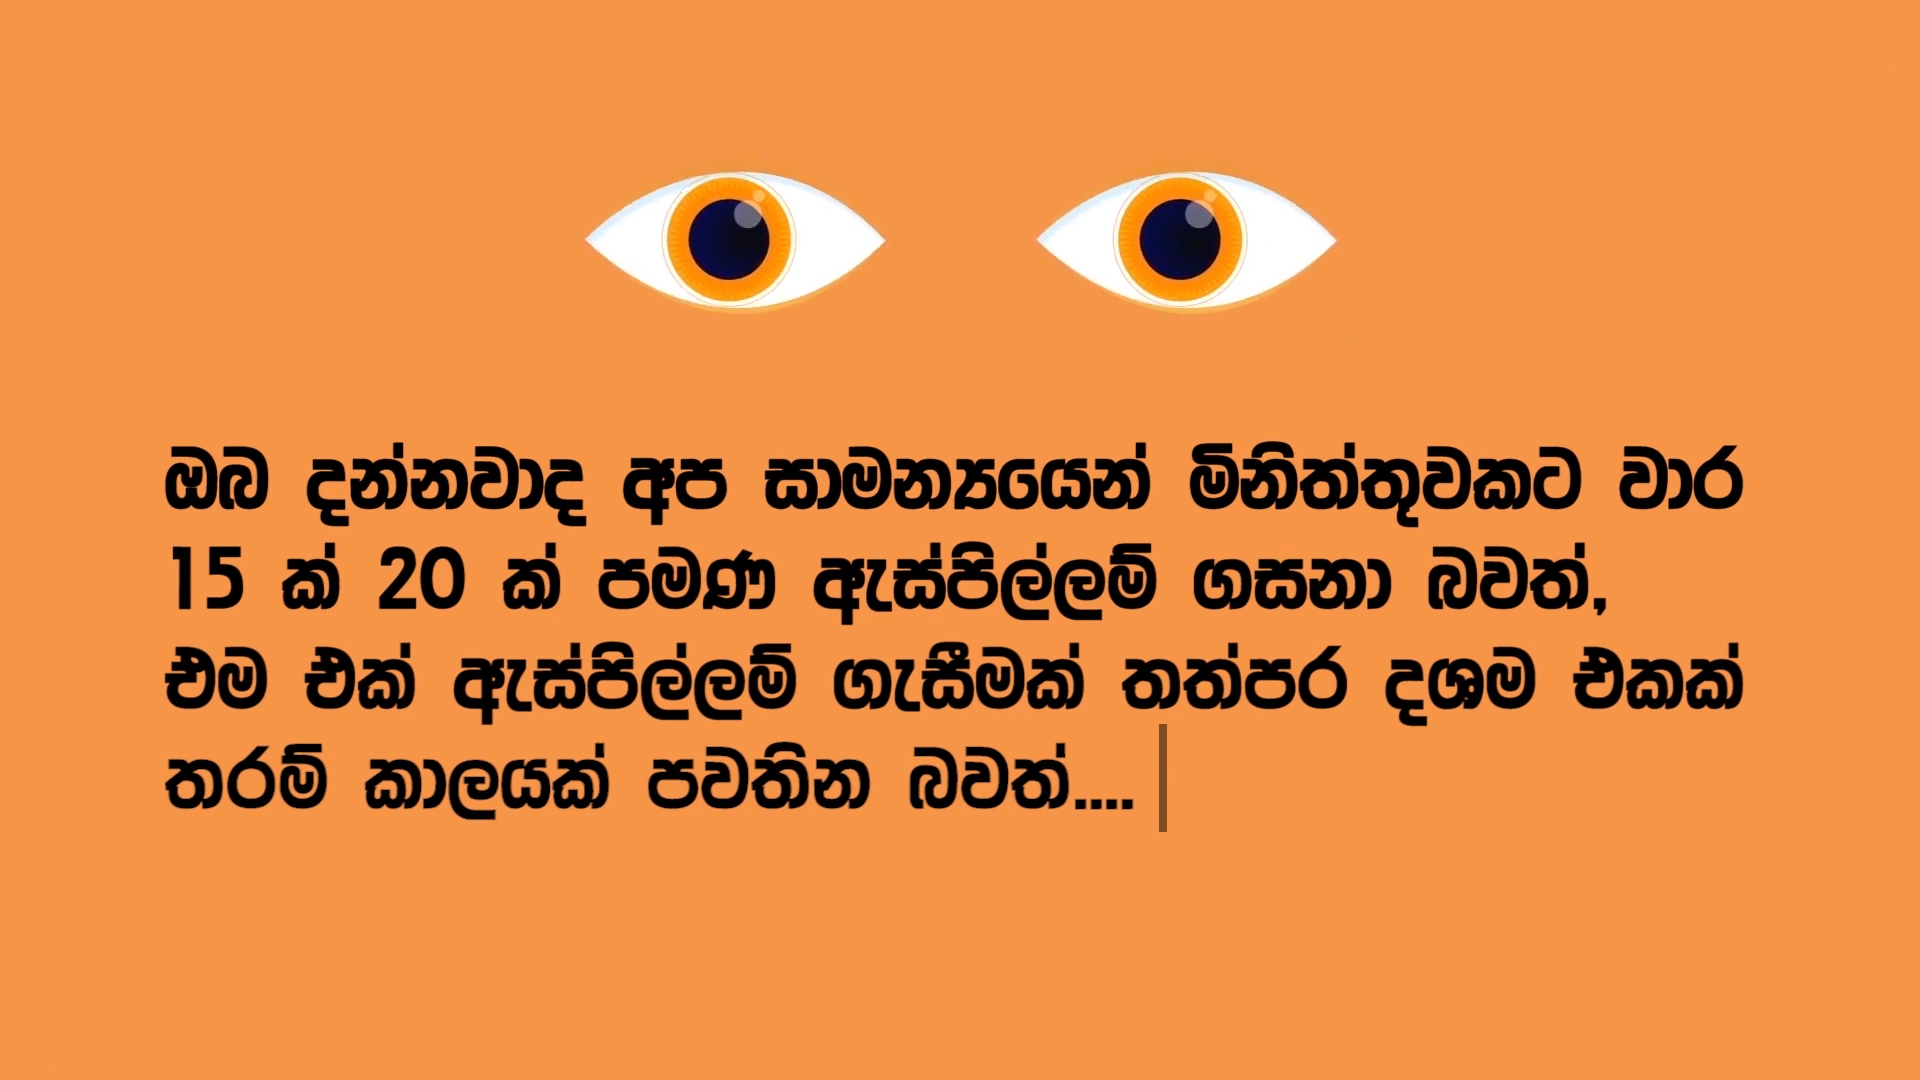 ඔබ දන්නවාද අප සාමන්‍යයෙන් මිනිත්තුවකට වාර
15 ක් 20 ක් පමණ ඇස්පිල්ලම් ගසනා බවත්,
එම එක් ඇස්පිල්ලම් ගැසීමක් තත්පර දශම එකක්
තරම් කාලයක් පවතින බවත්....